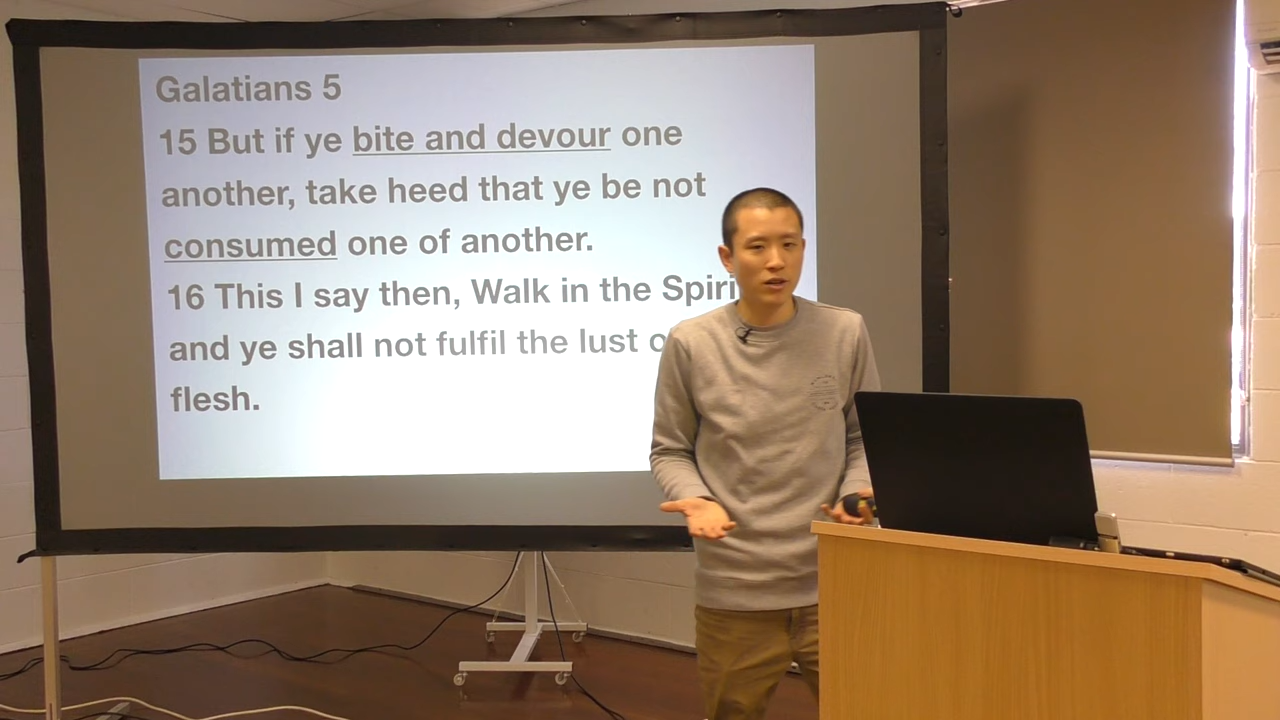 Galatians 5
15 But if ye bite and devour one
another, take heed that ye be not
consumed one of another.
16 This I say then, Walk in the Spiri
and ye shall not fulfil the lust o
flesh.